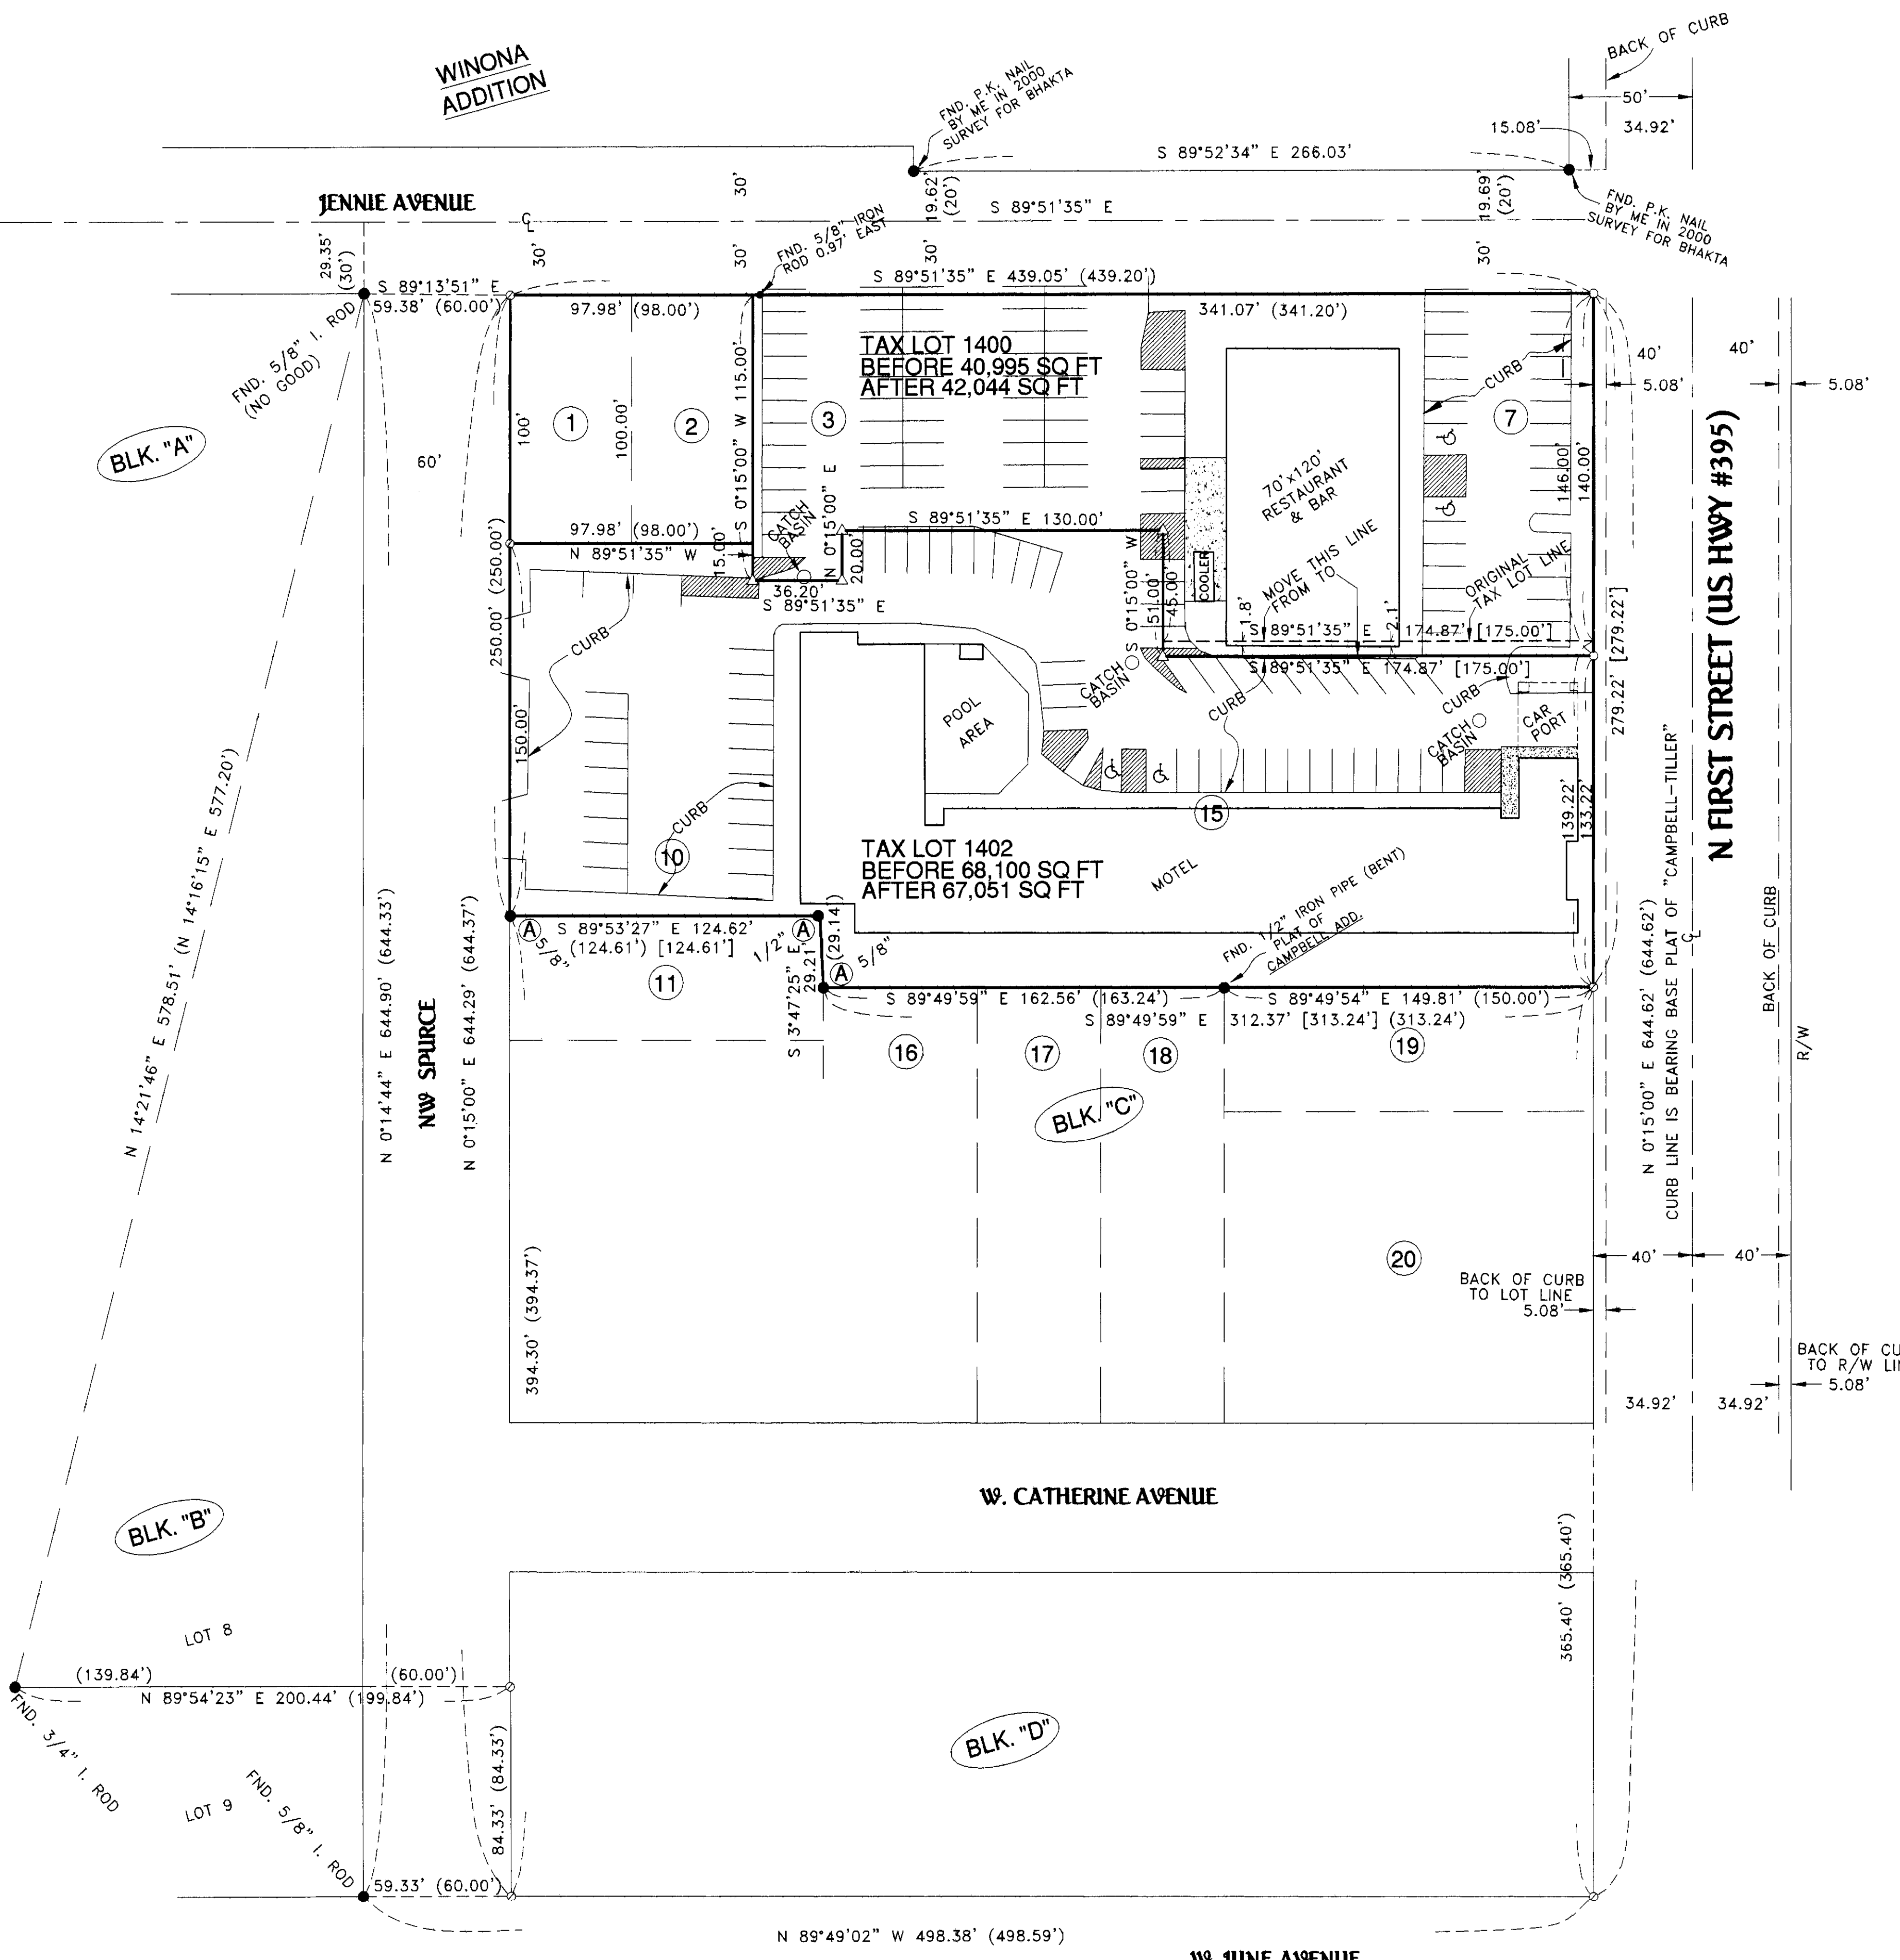 WINONA
ADDITION
FND. P.K. NAIL
BY ME IN 2000
SURVEY FOR BHAKTA
BACK OF CURB
50'
15.08'
34.92'
S 89°52'34" E 266.03'
JENNIE AVENUE
30'
19.62'
(20')
S 89°51'35" E
19.69'
(20')
FND. P.K. NAIL
BY ME IN 2000
SURVEY FOR BHAKTA
29.35'
(30')
30'
30'
FND. 5/8" IRON
ROD 0.97' EAST
30'
30'
S 89°13'51" E
59.38' (60.00')
S 89°51'35" E 439.05' (439.20')
97.98' (98.00')
341.07' (341.20')
FND. 5/8" I. ROD
(NO GOOD)
TAX LOT 1400
BEFORE 40,995 SQ FT
AFTER 42,044 SQ FT
40'
40'
5.08'
5.08'
CURB
BLK. "A"
60'
100'
1
100.00'
2
S 0°15'00" W 115.00'
3
7
70'x120'
RESTAURANT
& BAR
146.00'
140.00'
N FIRST STREET (US HWY #395)
97.98' (98.00')
N 89°51'35" W
15.00'
CATCH
BASIN
N 0°15'00" E
20.00'
S 89°51'35" E 130.00'
36.20'
S 89°51'35" E
S 0°15'00" W
51.00'
45.00'
COOLER
MOVE THIS LINE
FROM TO
ORIGINAL
TAX LOT LINE
1.8'
2.1'
S 89°51'35" E 174.87' [175.00']
S 89°51'35" E 174.87' [175.00']
250.00' (250.00')
CURB
150.00'
279.22' [279.22']
POOL
AREA
CATCH
BASIN
CURB
CURB
CATCH
BASIN
CAR
PORT
N 14°21'46" E 578.51' (N 14°16'15" E 577.20')
CURB
10
15
139.22'
133.22'
TAX LOT 1402
BEFORE 68,100 SQ FT
AFTER 67,051 SQ FT
MOTEL
N 0°14'44" E 644.90' (644.33')
NW SPURCE
N 0°15'00" E 644.29' (644.37')
A
5/8"
S 89°53'27" E 124.62'
(124.61') [124.61']
A
1/2"
S 3°47'25" E
29.21'
(29.14')
A
5/8"
11
FND. 1/2" IRON PIPE (BENT)
PLAT OF
CAMPBELL ADD.
S 89°49'59" E 162.56' (163.24')
S 89°49'54" E 149.81' (150.00')
S 89°49'59" E 312.37' [313.24'] (313.24')
16
17
18
19
BLK. "C"
N 0°15'00" E 644.62' (644.62')
CURB LINE IS BEARING BASE PLAT OF "CAMPBELL-TILLER"
BACK OF CURB
R/W
20
394.30' (394.37')
40'
40'
BACK OF CURB
TO LOT LINE
5.08'
BACK OF CU
TO R/W LI
5.08'
34.92'
34.92'
W. CATHERINE AVENUE
BLK. "B"
365.40' (365.40')
LOT 8
(139.84')
(60.00')
N 89°54'23" E 200.44' (199.84')
FND. 3/4" I. ROD
LOT 9
FND. 5/8" I. ROD
84.33' (84.33')
BLK. "D"
59.33' (60.00')
N 89°49'02" W 498.38' (498.59')
W. JUNE AVENUE